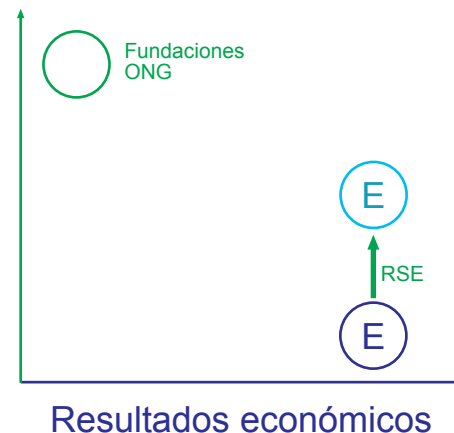 Fundaciones
ONG
E
RSE
E
Resultados económicos